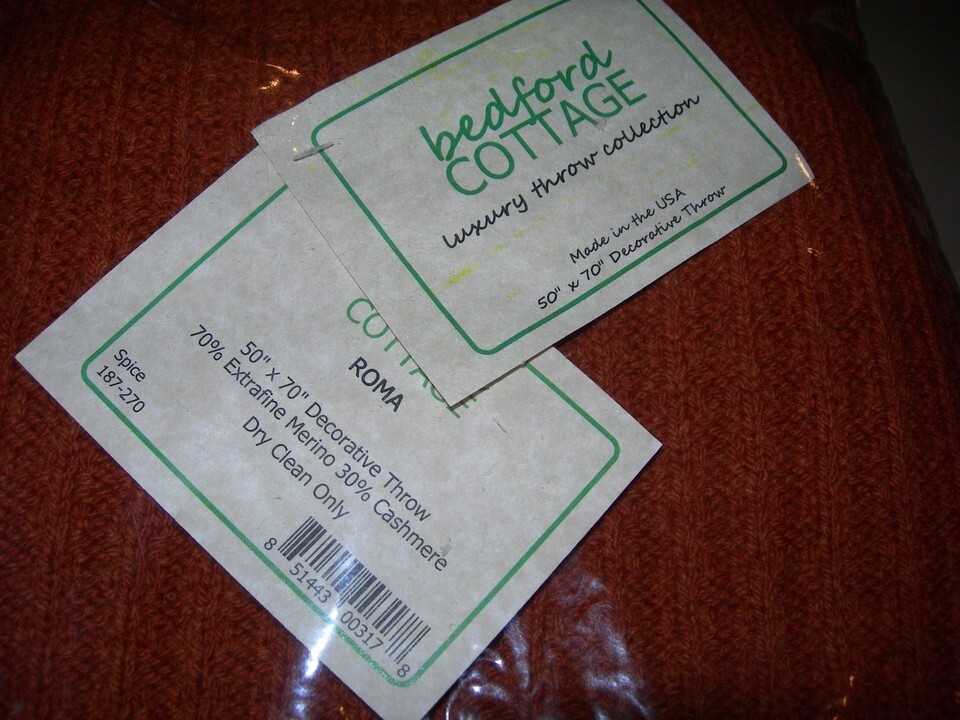 bedford
COTTAGE
luxury throw collection
Made in the USA
50" x 70" Decorative Throw
COTTAGE
ROMA
50" x 70" Decorative Throw
70% Extrafine Merino 30% Cashmere
Dry Clean Only
Spice
187-270
8 51443 00317 8